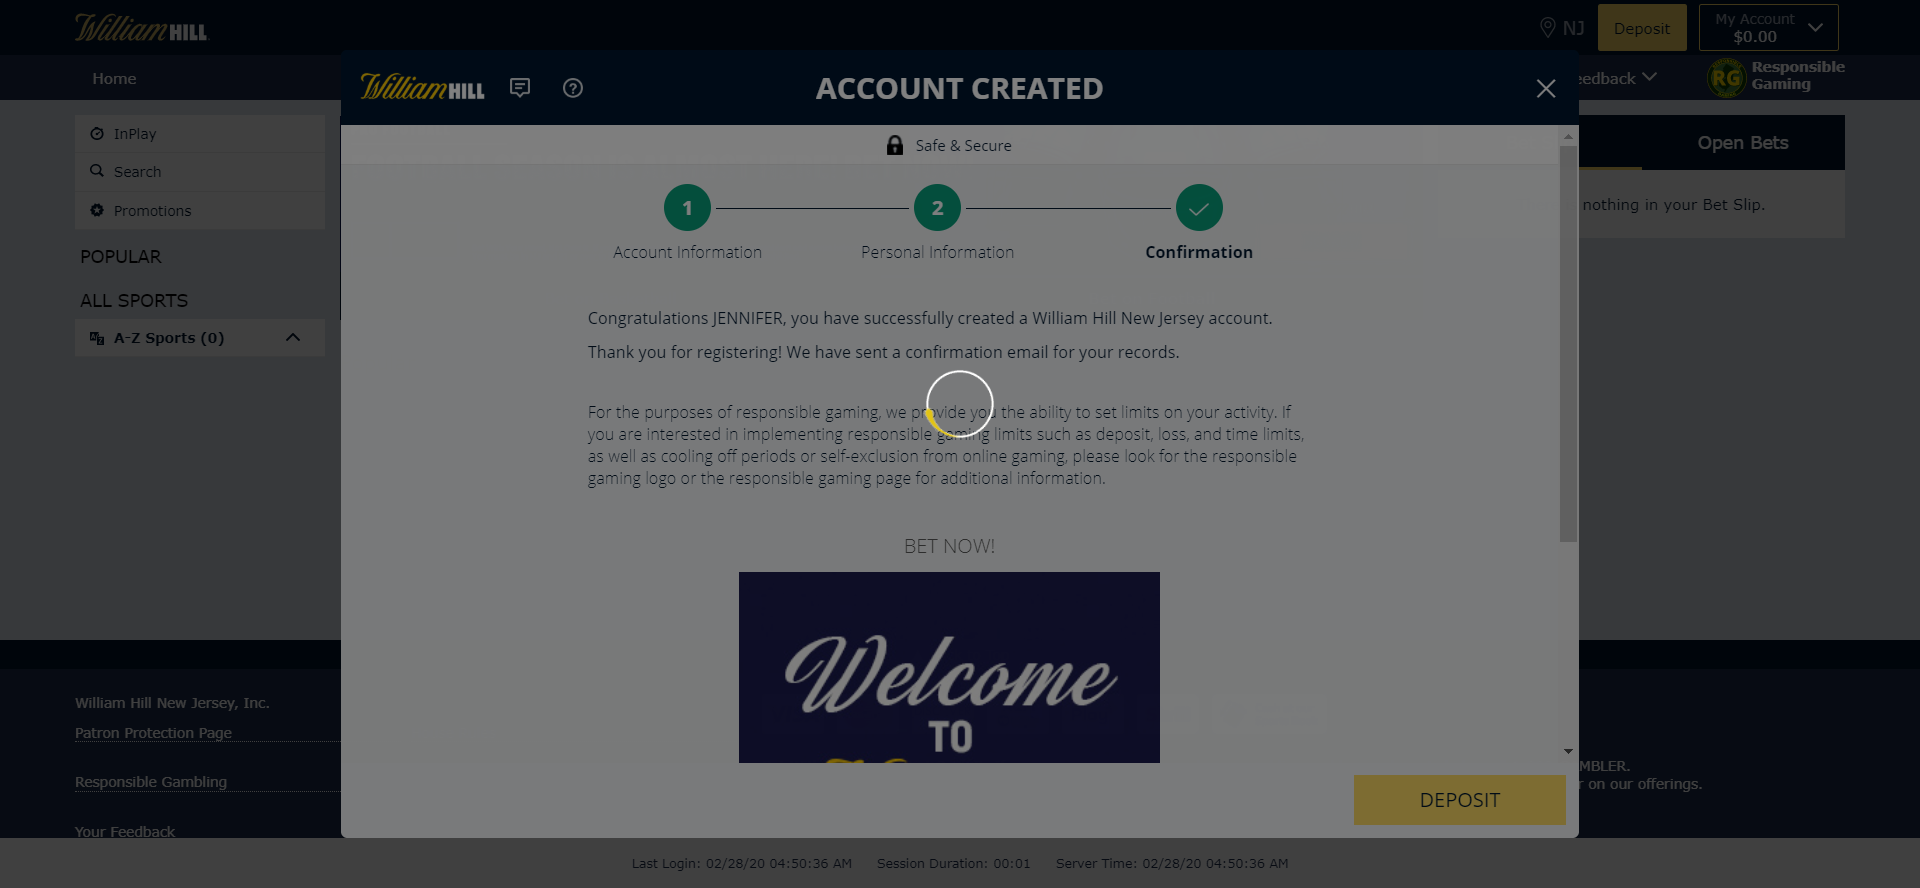 William HILL
NJ
Deposit
My Account
$0.00
Home
eedback
RG
Responsible
Gaming
William HILL
ACCOUNT CREATED
InPlay
Search
Promotions
POPULAR
ALL SPORTS
A-Z Sports (0)
Safe & Secure
1
2
Account Information
Personal Information
Confirmation
Congratulations JENNIFER, you have successfully created a William Hill New Jersey account.
Thank you for registering! We have sent a confirmation email for your records.
For the purposes of responsible gaming, we provide you the ability to set limits on your activity. If
you are interested in implementing responsible gaming limits such as deposit, loss, and time limits,
as well as cooling off periods or self-exclusion from online gaming, please look for the responsible
gaming logo or the responsible gaming page for additional information.
BET NOW!
Welcome
TO
DEPOSIT
Open Bets
nothing in your Bet Slip.
William Hill New Jersey, Inc.
Patron Protection Page
Responsible Gambling
Your Feedback
MBLER.
r on our offerings.
Last Login: 02/28/20 04:50:36 AM
Session Duration: 00:01
Server Time: 02/28/20 04:50:36 AM